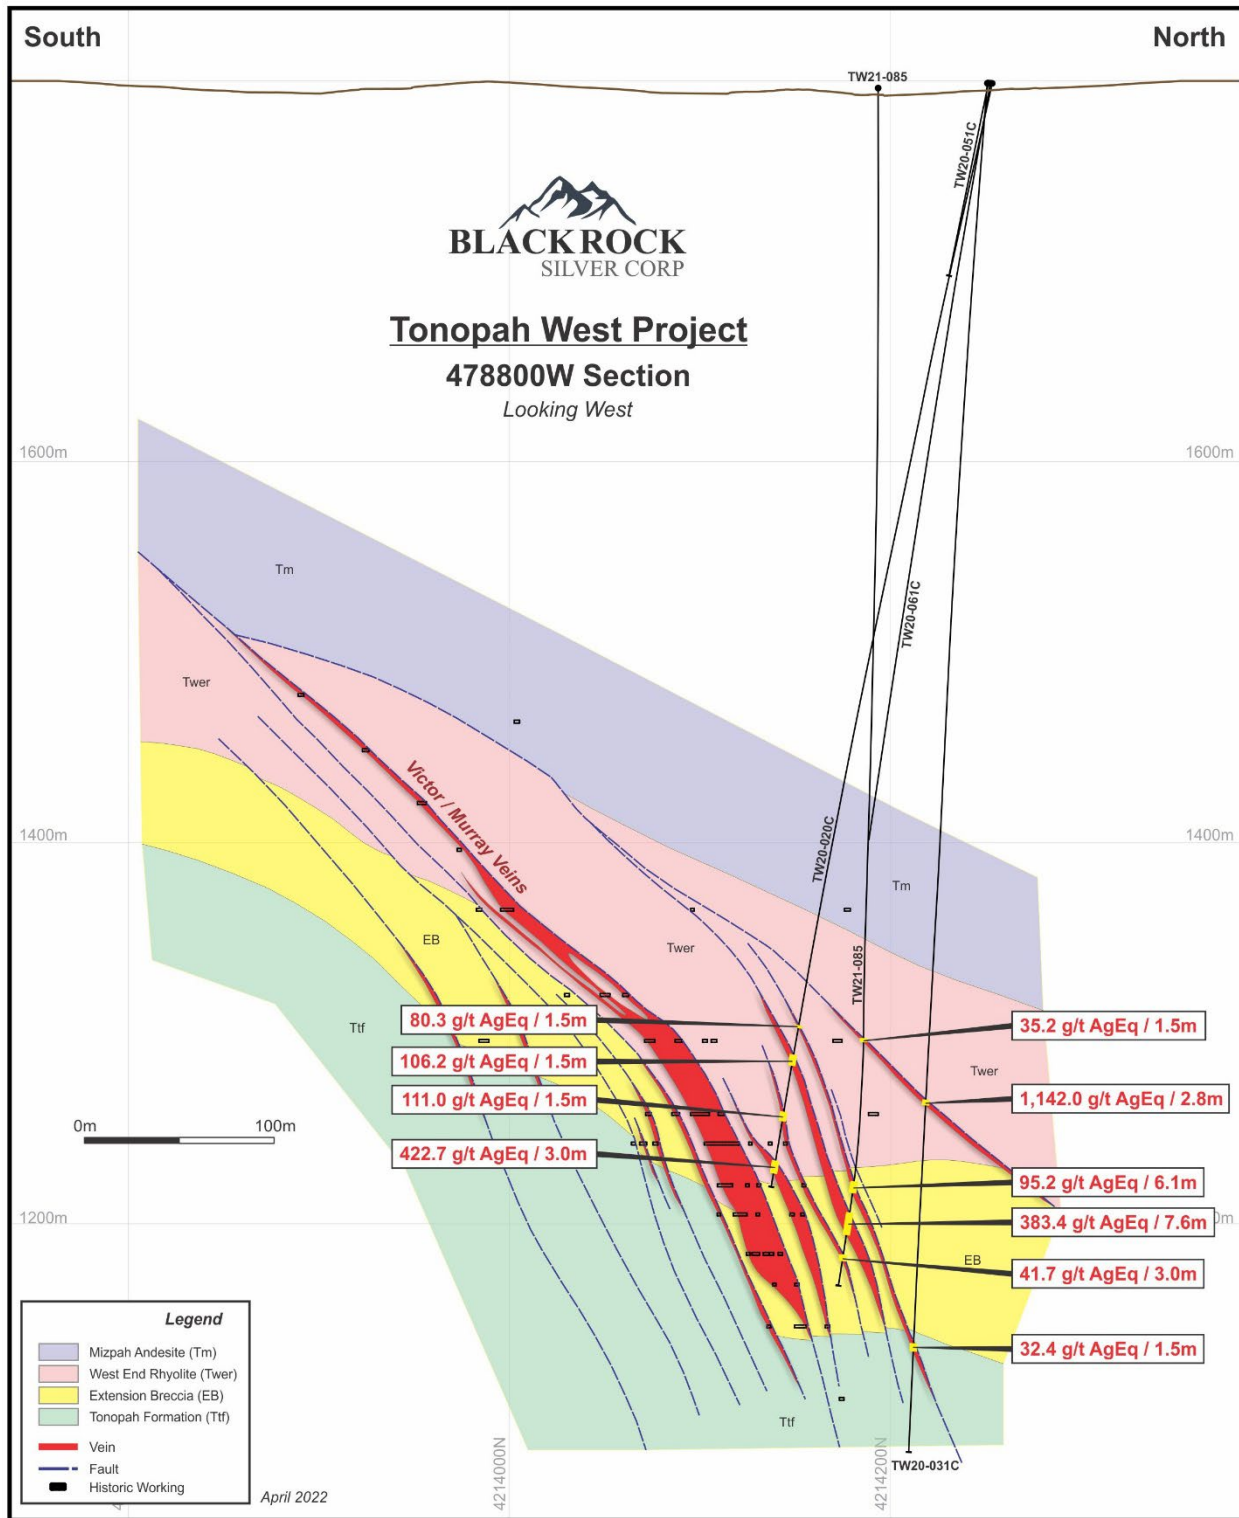 South
North
TW21-085
TW20-051C
BLACKROCK
SILVER CORP
Tonopah West Project
478800W Section
Looking West
1600m
1600m
Tm
TW20-061C
Twer
Victor / Murray Veins
TW20-020C
1400m
1400m
Tm
EB
Twer
TW21-085
Ttf
80.3 g/t AgEq / 1.5m
35.2 g/t AgEq / 1.5m
106.2 g/t AgEq / 1.5m
Twer
111.0 g/t AgEq / 1.5m
1,142.0 g/t AgEq / 2.8m
0m
100m
422.7 g/t AgEq / 3.0m
95.2 g/t AgEq / 6.1m
1200m
383.4 g/t AgEq / 7.6m
EB
41.7 g/t AgEq / 3.0m
32.4 g/t AgEq / 1.5m
Legend
Mizpah Andesite (Tm)
West End Rhyolite (Twer)
Extension Breccia (EB)
Tonopah Formation (Ttf)
Vein
Fault
Historic Working
Ttf
4214000N
4214200N
TW20-031C
April 2022